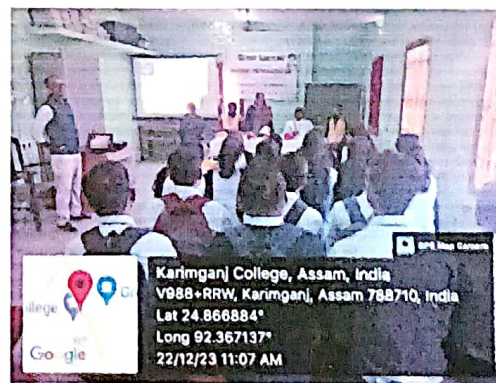 GPS Map Camera
Karimganj College, Assam, India
V988+RRW, Karimganj, Assam 788710, India
Lat 24.866884°
Long 92.367137°
22/12/23 11:07 AM
llege
Google